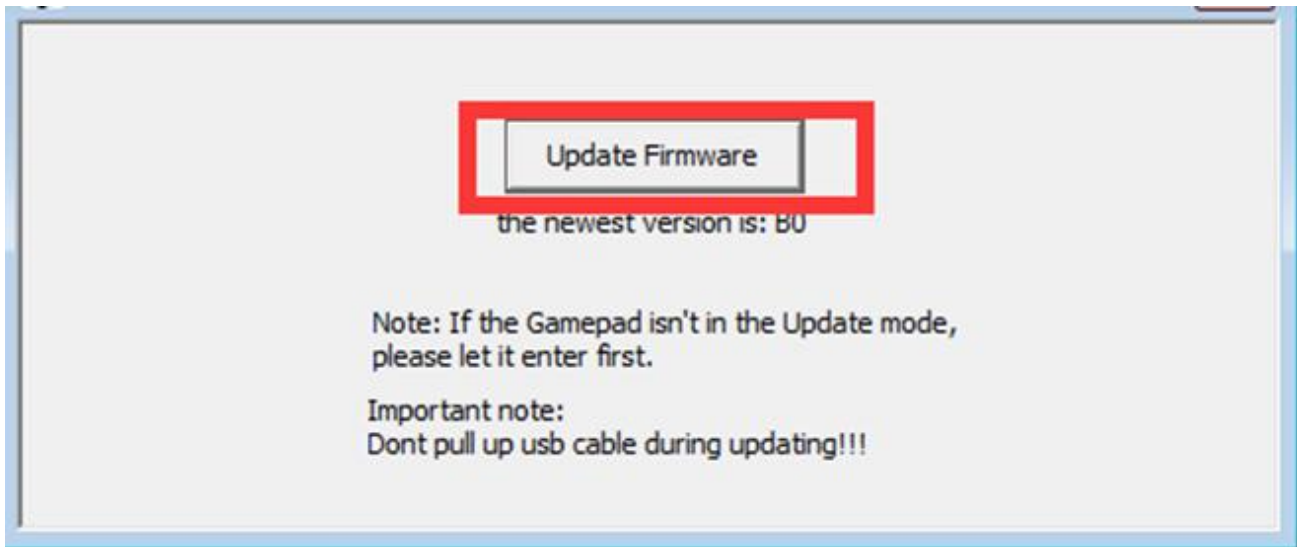 Update Firmware
the newest version is: B0
Note: If the Gamepad isn't in the Update mode,
please let it enter first.
Important note:
Dont pull up usb cable during updating!!!